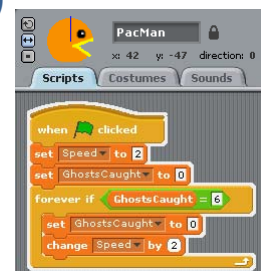 PacMan
x: 42 y: -47 direction: 0
Scripts Costumes Sounds
when clicked
set Speed to 2
set GhostsCaught to 0
forever if GhostsCaught = 6
set GhostsCaught to 0
change Speed by 2